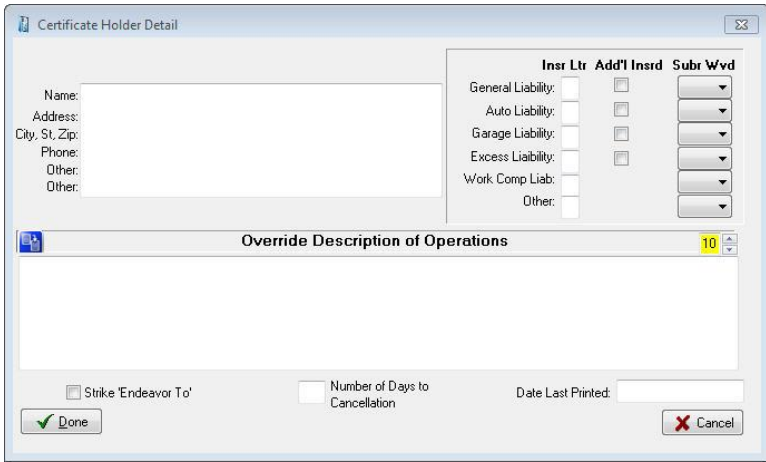 Certificate Holder Detail
Insr Ltr Add'l Insrd Subr Wvd
General Liability:
Auto Liability:
Garage Liability:
Excess Liaibility:
Work Comp Liab:
Other:
Name:
Address:
City, St, Zip:
Phone:
Other:
Other:
Override Description of Operations 10
Strike 'Endeavor To'
Number of Days to
Cancellation
Date Last Printed:
Done
Cancel